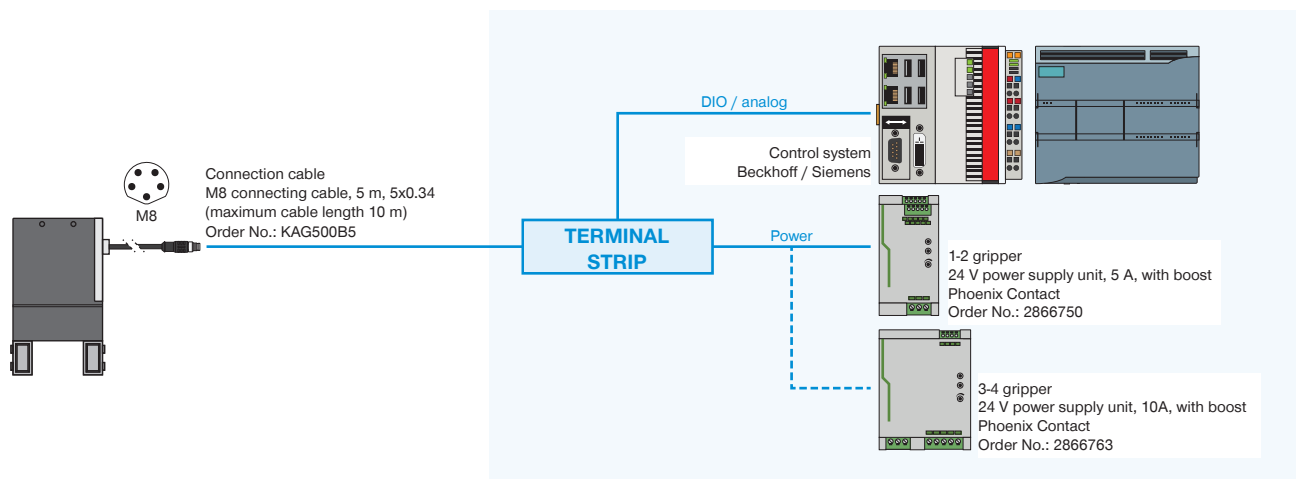 M8
Connection cable
M8 connecting cable, 5 m, 5x0.34
(maximum cable length 10 m)
Order No.: KAG500B5
TERMINAL
STRIP
DIO / analog
Control system
Beckhoff / Siemens
Power
1-2 gripper
24 V power supply unit, 5 A, with boost
Phoenix Contact
Order No.: 2866750
3-4 gripper
24 V power supply unit, 10A, with boost
Phoenix Contact
Order No.: 2866763